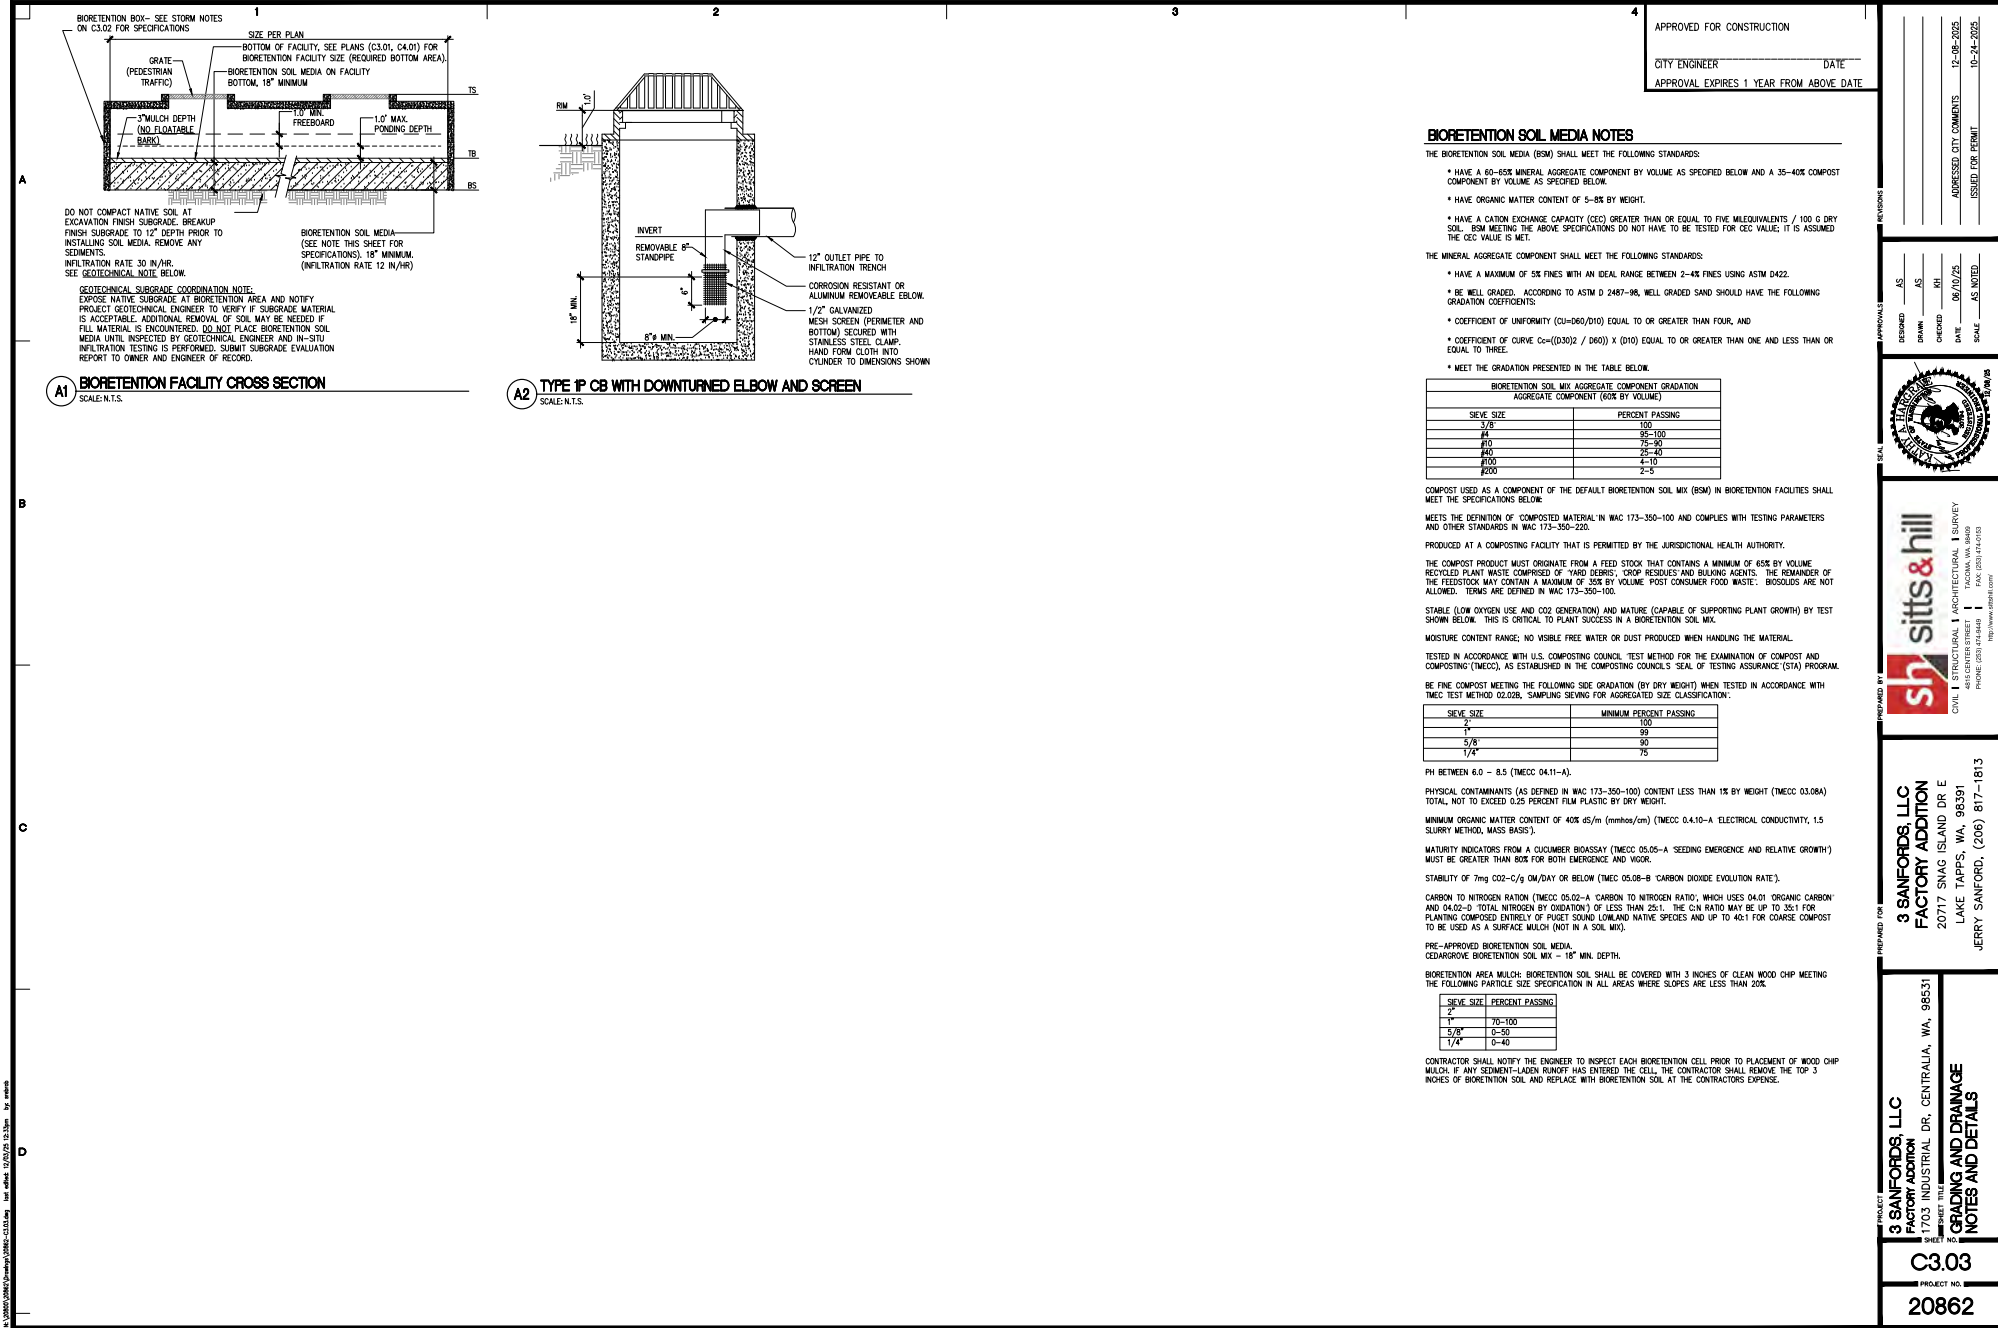 1
2
3
4
A
B
C
D
BIORETENTION BOX- SEE STORM NOTES
ON C3.02 FOR SPECIFICATIONS
SIZE PER PLAN
BOTTOM OF FACILITY, SEE PLANS (C3.01, C4.01) FOR
BIORETENTION FACILITY SIZE (REQUIRED BOTTOM AREA).
GRATE
(PEDESTRIAN
TRAFFIC)
BIORETENTION SOIL MEDIA ON FACILITY
BOTTOM, 18" MINIMUM
TS
3"MULCH DEPTH
(NO FLOATABLE
BARK)
1.0' MIN.
FREEBOARD
1.0' MAX.
PONDING DEPTH
TB
BS
DO NOT COMPACT NATIVE SOIL AT
EXCAVATION FINISH SUBGRADE. BREAKUP
FINISH SUBGRADE TO 12" DEPTH PRIOR TO
INSTALLING SOIL MEDIA. REMOVE ANY
SEDIMENTS.
INFILTRATION RATE 30 IN/HR.
SEE GEOTECHNICAL NOTE BELOW.
BIORETENTION SOIL MEDIA
(SEE NOTE THIS SHEET FOR
SPECIFICATIONS). 18" MINIMUM.
(INFILTRATION RATE 12 IN/HR)
GEOTECHNICAL SUBGRADE COORDINATION NOTE:
EXPOSE NATIVE SUBGRADE AT BIORETENTION AREA AND NOTIFY
PROJECT GEOTECHNICAL ENGINEER TO VERIFY IF SUBGRADE MATERIAL
IS ACCEPTABLE. ADDITIONAL REMOVAL OF SOIL MAY BE NEEDED IF
FILL MATERIAL IS ENCOUNTERED. DO NOT PLACE BIORETENTION SOIL
MEDIA UNTIL INSPECTED BY GEOTECHNICAL ENGINEER AND IN-SITU
INFILTRATION TESTING IS PERFORMED. SUBMIT SUBGRADE EVALUATION
REPORT TO OWNER AND ENGINEER OF RECORD.
A1 BIORETENTION FACILITY CROSS SECTION
SCALE: N.T.S.
RIM
1.0'
INVERT
REMOVABLE 8"
STANDPIPE
18" MIN.
6"
8"ø MIN.
12" OUTLET PIPE TO
INFILTRATION TRENCH
CORROSION RESISTANT OR
ALUMINUM REMOVEABLE EBLOW.
1/2" GALVANIZED
MESH SCREEN (PERIMETER AND
BOTTOM) SECURED WITH
STAINLESS STEEL CLAMP.
HAND FORM CLOTH INTO
CYLINDER TO DIMENSIONS SHOWN
A2 TYPE 1P CB WITH DOWNTURNED ELBOW AND SCREEN
SCALE: N.T.S.
APPROVED FOR CONSTRUCTION
CITY ENGINEER DATE
APPROVAL EXPIRES 1 YEAR FROM ABOVE DATE
BIORETENTION SOIL MEDIA NOTES
THE BIORETENTION SOIL MEDIA (BSM) SHALL MEET THE FOLLOWING STANDARDS:
* HAVE A 60-65% MINERAL AGGREGATE COMPONENT BY VOLUME AS SPECIFIED BELOW AND A 35-40% COMPOST
COMPONENT BY VOLUME AS SPECIFIED BELOW.
* HAVE ORGANIC MATTER CONTENT OF 5-8% BY WEIGHT.
* HAVE A CATION EXCHANGE CAPACITY (CEC) GREATER THAN OR EQUAL TO FIVE MILEQUIVALENTS / 100 G DRY
SOIL. BSM MEETING THE ABOVE SPECIFICATIONS DO NOT HAVE TO BE TESTED FOR CEC VALUE; IT IS ASSUMED
THE CEC VALUE IS MET.
THE MINERAL AGGREGATE COMPONENT SHALL MEET THE FOLLOWING STANDARDS:
* HAVE A MAXIMUM OF 5% FINES WITH AN IDEAL RANGE BETWEEN 2-4% FINES USING ASTM D422.
* BE WELL GRADED. ACCORDING TO ASTM D 2487-98, WELL GRADED SAND SHOULD HAVE THE FOLLOWING
GRADATION COEFFICIENTS:
* COEFFICIENT OF UNIFORMITY (CU=D60/D10) EQUAL TO OR GREATER THAN FOUR, AND
* COEFFICIENT OF CURVE Cc=((D30)2 / D60)) X (D10) EQUAL TO OR GREATER THAN ONE AND LESS THAN OR
EQUAL TO THREE.
* MEET THE GRADATION PRESENTED IN THE TABLE BELOW.
BIORETENTION SOIL MIX AGGREGATE COMPONENT GRADATION
AGGREGATE COMPONENT (60% BY VOLUME)
SIEVE SIZE PERCENT PASSING
3/8" 100
#4 95-100
#10 75-90
#40 25-40
#100 4-10
#200 2-5
COMPOST USED AS A COMPONENT OF THE DEFAULT BIORETENTION SOIL MIX (BSM) IN BIORETENTION FACILITIES SHALL
MEET THE SPECIFICATIONS BELOW:
MEETS THE DEFINITION OF 'COMPOSTED MATERIAL' IN WAC 173-350-100 AND COMPLIES WITH TESTING PARAMETERS
AND OTHER STANDARDS IN WAC 173-350-220.
PRODUCED AT A COMPOSTING FACILITY THAT IS PERMITTED BY THE JURISDICTIONAL HEALTH AUTHORITY.
THE COMPOST PRODUCT MUST ORIGINATE FROM A FEED STOCK THAT CONTAINS A MINIMUM OF 65% BY VOLUME
RECYCLED PLANT WASTE COMPRISED OF 'YARD DEBRIS', 'CROP RESIDUES' AND BULKING AGENTS. THE REMAINDER OF
THE FEEDSTOCK MAY CONTAIN A MAXIMUM OF 35% BY VOLUME 'POST CONSUMER FOOD WASTE'. BIOSOLIDS ARE NOT
ALLOWED. TERMS ARE DEFINED IN WAC 173-350-100.
STABLE (LOW OXYGEN USE AND CO2 GENERATION) AND MATURE (CAPABLE OF SUPPORTING PLANT GROWTH) BY TEST
SHOWN BELOW. THIS IS CRITICAL TO PLANT SUCCESS IN A BIORETENTION SOIL MIX.
MOISTURE CONTENT RANGE; NO VISIBLE FREE WATER OR DUST PRODUCED WHEN HANDLING THE MATERIAL.
TESTED IN ACCORDANCE WITH U.S. COMPOSTING COUNCIL 'TEST METHOD FOR THE EXAMINATION OF COMPOST AND
COMPOSTING' (TMECC), AS ESTABLISHED IN THE COMPOSTING COUNCILS 'SEAL OF TESTING ASSURANCE' (STA) PROGRAM.
BE FINE COMPOST MEETING THE FOLLOWING SIDE GRADATION (BY DRY WEIGHT) WHEN TESTED IN ACCORDANCE WITH
TMEC TEST METHOD 02.02B, 'SAMPLING SIEVING FOR AGGREGATED SIZE CLASSIFICATION'.
SIEVE SIZE MINIMUM PERCENT PASSING
2" 100
1" 99
5/8" 90
1/4" 75
PH BETWEEN 6.0 - 8.5 (TMECC 04.11-A).
PHYSICAL CONTAMINANTS (AS DEFINED IN WAC 173-350-100) CONTENT LESS THAN 1% BY WEIGHT (TMECC 03.08A)
TOTAL, NOT TO EXCEED 0.25 PERCENT FILM PLASTIC BY DRY WEIGHT.
MINIMUM ORGANIC MATTER CONTENT OF 40% dS/m (mmhos/cm) (TMECC 0.4.10-A 'ELECTRICAL CONDUCTIVITY, 1.5
SLURRY METHOD, MASS BASIS').
MATURITY INDICATORS FROM A CUCUMBER BIOASSAY (TMECC 05.05-A 'SEEDING EMERGENCE AND RELATIVE GROWTH')
MUST BE GREATER THAN 80% FOR BOTH EMERGENCE AND VIGOR.
STABILITY OF 7mg CO2-C/g OM/DAY OR BELOW (TMEC 05.08-B 'CARBON DIOXIDE EVOLUTION RATE').
CARBON TO NITROGEN RATION (TMECC 05.02-A 'CARBON TO NITROGEN RATIO', WHICH USES 04.01 'ORGANIC CARBON'
AND 04.02-D 'TOTAL NITROGEN BY OXIDATION') OF LESS THAN 25:1. THE C:N RATIO MAY BE UP TO 35:1 FOR
PLANTING COMPOSED ENTIRELY OF PUGET SOUND LOWLAND NATIVE SPECIES AND UP TO 40:1 FOR COARSE COMPOST
TO BE USED AS A SURFACE MULCH (NOT IN A SOIL MIX).
PRE-APPROVED BIORETENTION SOIL MEDIA.
CEDARGROVE BIORETENTION SOIL MIX - 18" MIN. DEPTH.
BIORETENTION AREA MULCH: BIORETENTION SOIL SHALL BE COVERED WITH 3 INCHES OF CLEAN WOOD CHIP MEETING
THE FOLLOWING PARTICLE SIZE SPECIFICATION IN ALL AREAS WHERE SLOPES ARE LESS THAN 20%.
SIEVE SIZE PERCENT PASSING
2"
1" 70-100
5/8" 0-50
1/4" 0-40
CONTRACTOR SHALL NOTIFY THE ENGINEER TO INSPECT EACH BIORETENTION CELL PRIOR TO PLACEMENT OF WOOD CHIP
MULCH. IF ANY SEDIMENT-LADEN RUNOFF HAS ENTERED THE CELL, THE CONTRACTOR SHALL REMOVE THE TOP 3
INCHES OF BIORETNTION SOIL AND REPLACE WITH BIORETENTION SOIL AT THE CONTRACTORS EXPENSE.
REVISIONS
ADDRESSED CITY COMMENTS 12-08-2025
ISSUED FOR PERMIT 10-24-2025
APPROVALS
DESIGNED AS
DRAWN AS
CHECKED KH
DATE 06/10/25
SCALE AS NOTED
SEAL
KATHY A. HARGRAVE
STATE OF WASHINGTON
REGISTERED
PROFESSIONAL ENGINEER
12/08/25
PREPARED BY
sh sitts&hill
CIVIL | STRUCTURAL | ARCHITECTURAL | SURVEY
4815 CENTER STREET | TACOMA, WA. 98409
PHONE: (253) 474-9449 | FAX: (253) 474-0153
http://www.sittshill.com/
PREPARED FOR
3 SANFORDS, LLC
FACTORY ADDITION
20717 SNAG ISLAND DR E
LAKE TAPPS, WA, 98391
JERRY SANFORD, (206) 817-1813
PROJECT
3 SANFORDS, LLC
FACTORY ADDITION
1703 INDUSTRIAL DR, CENTRALIA, WA, 98531
SHEET TITLE
GRADING AND DRAINAGE
NOTES AND DETAILS
SHEET NO.
C3.03
PROJECT NO.
20862